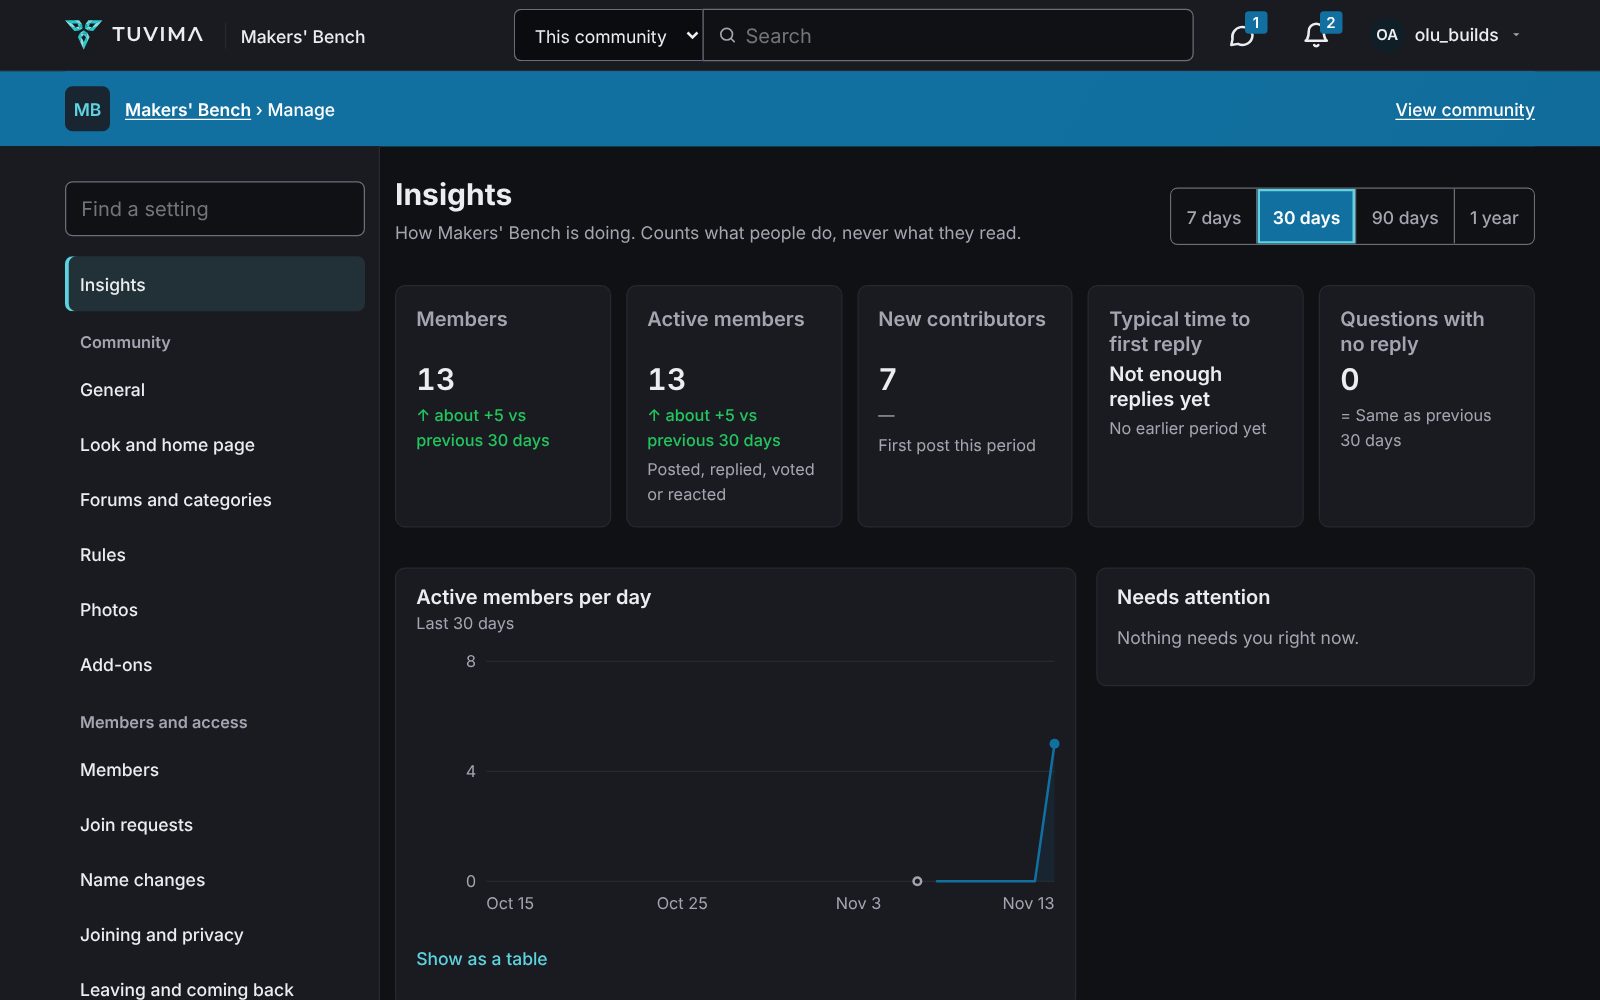 TUVIMA
Makers' Bench
This community
Search
1
2
OA
olu_builds
MB
Makers' Bench › Manage
View community
Find a setting
Insights
Community
General
Look and home page
Forums and categories
Rules
Photos
Add-ons
Members and access
Members
Join requests
Name changes
Joining and privacy
Leaving and coming back
Insights
How Makers' Bench is doing. Counts what people do, never what they read.
7 days
30 days
90 days
1 year
Members
13
↑ about +5 vs
previous 30 days
Active members
13
↑ about +5 vs
previous 30 days
Posted, replied, voted
or reacted
New contributors
7
—
First post this period
Typical time to
first reply
Not enough
replies yet
No earlier period yet
Questions with
no reply
0
= Same as previous
30 days
Active members per day
Last 30 days
8
4
0
Oct 15
Oct 25
Nov 3
Nov 13
Show as a table
Needs attention
Nothing needs you right now.